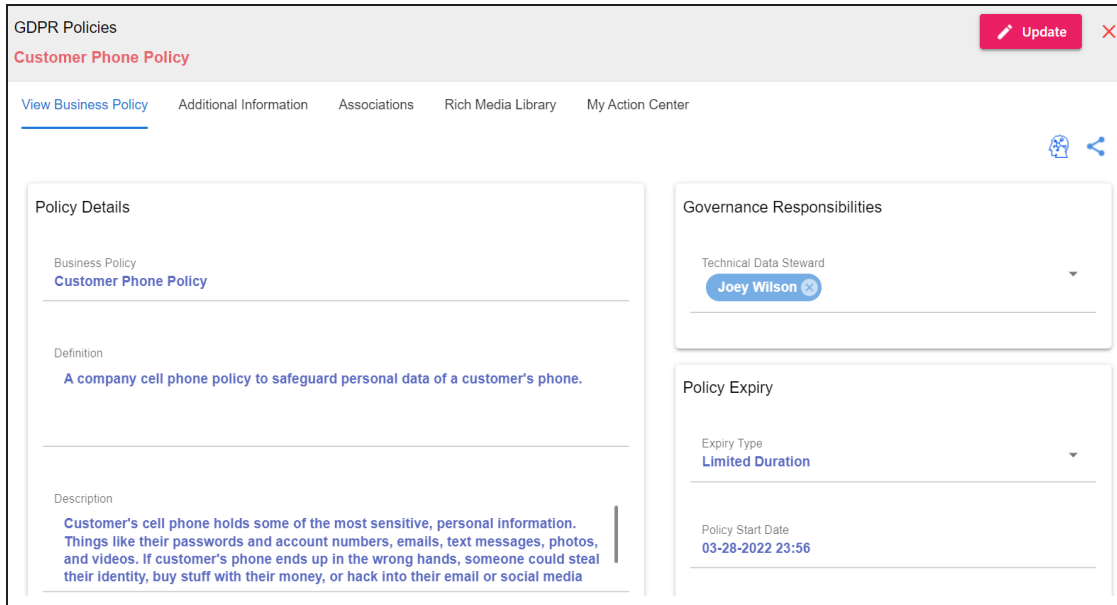 GDPR Policies
Update
Customer Phone Policy
View Business Policy
Additional Information
Associations
Rich Media Library
My Action Center
Policy Details
Business Policy
Customer Phone Policy
Definition
A company cell phone policy to safeguard personal data of a customer's phone.
Description
Customer's cell phone holds some of the most sensitive, personal information.
Things like their passwords and account numbers, emails, text messages, photos,
and videos. If customer's phone ends up in the wrong hands, someone could steal
their identity, buy stuff with their money, or hack into their email or social media
Governance Responsibilities
Technical Data Steward
Joey Wilson
Policy Expiry
Expiry Type
Limited Duration
Policy Start Date
03-28-2022 23:56